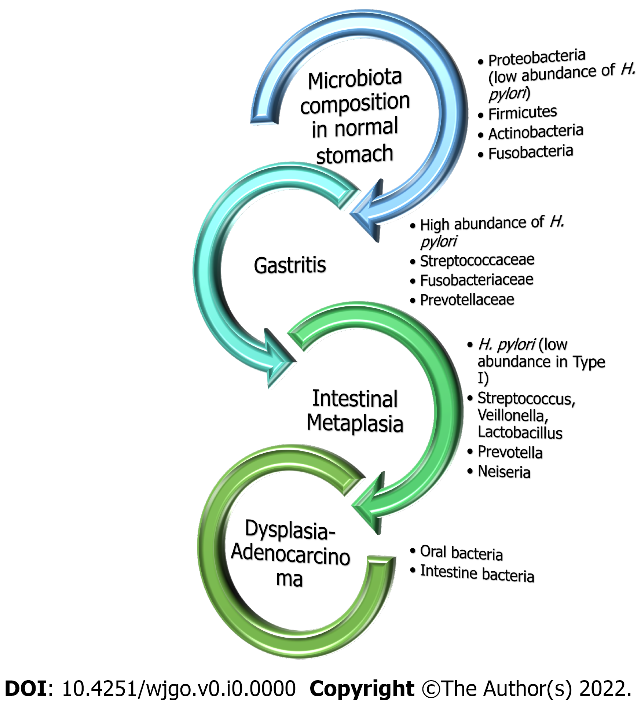 Microbiota
composition
in normal
stomach
• Proteobacteria
(low abundance of H.
pylori)
• Firmicutes
• Actinobacteria
• Fusobacteria
Gastritis
• High abundance of H.
pylori
• Streptococcaceae
• Fusobacteriaceae
• Prevotellaceae
Intestinal
Metaplasia
• H. pylori (low
abundance in Type
I)
• Streptococcus,
Veillonella,
Lactobacillus
• Prevotella
• Neiseria
Dysplasia-
Adenocarcino
ma
• Oral bacteria
• Intestine bacteria
DOI: 10.4251/wjgo.v0.i0.0000 Copyright ©The Author(s) 2022.